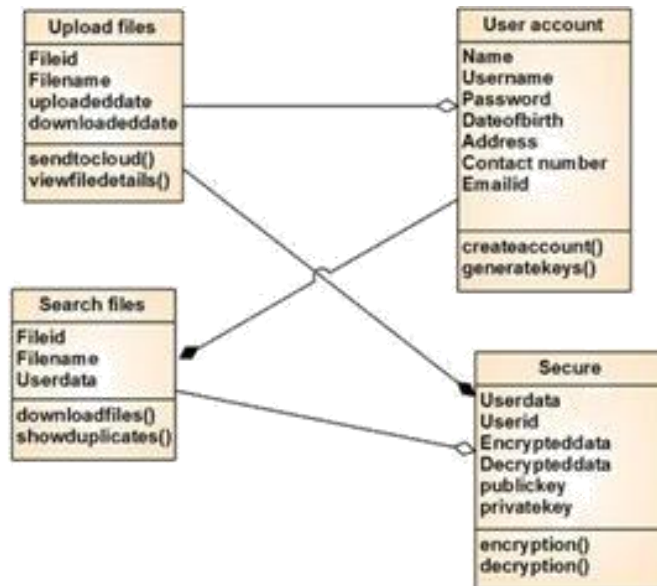 Upload files
Fileid
Filename
uploadeddate
downloadeddate
sendtocloud()
viewfiledetails()
User account
Name
Username
Password
Dateofbirth
Address
Contact number
Emailid
createaccount()
generatekeys()
Search files
Fileid
Filename
Userdata
downloadfiles()
showduplicates()
Secure
Userdata
Userid
Encrypteddata
Decrypteddata
publickey
privatekey
encryption()
decryption()